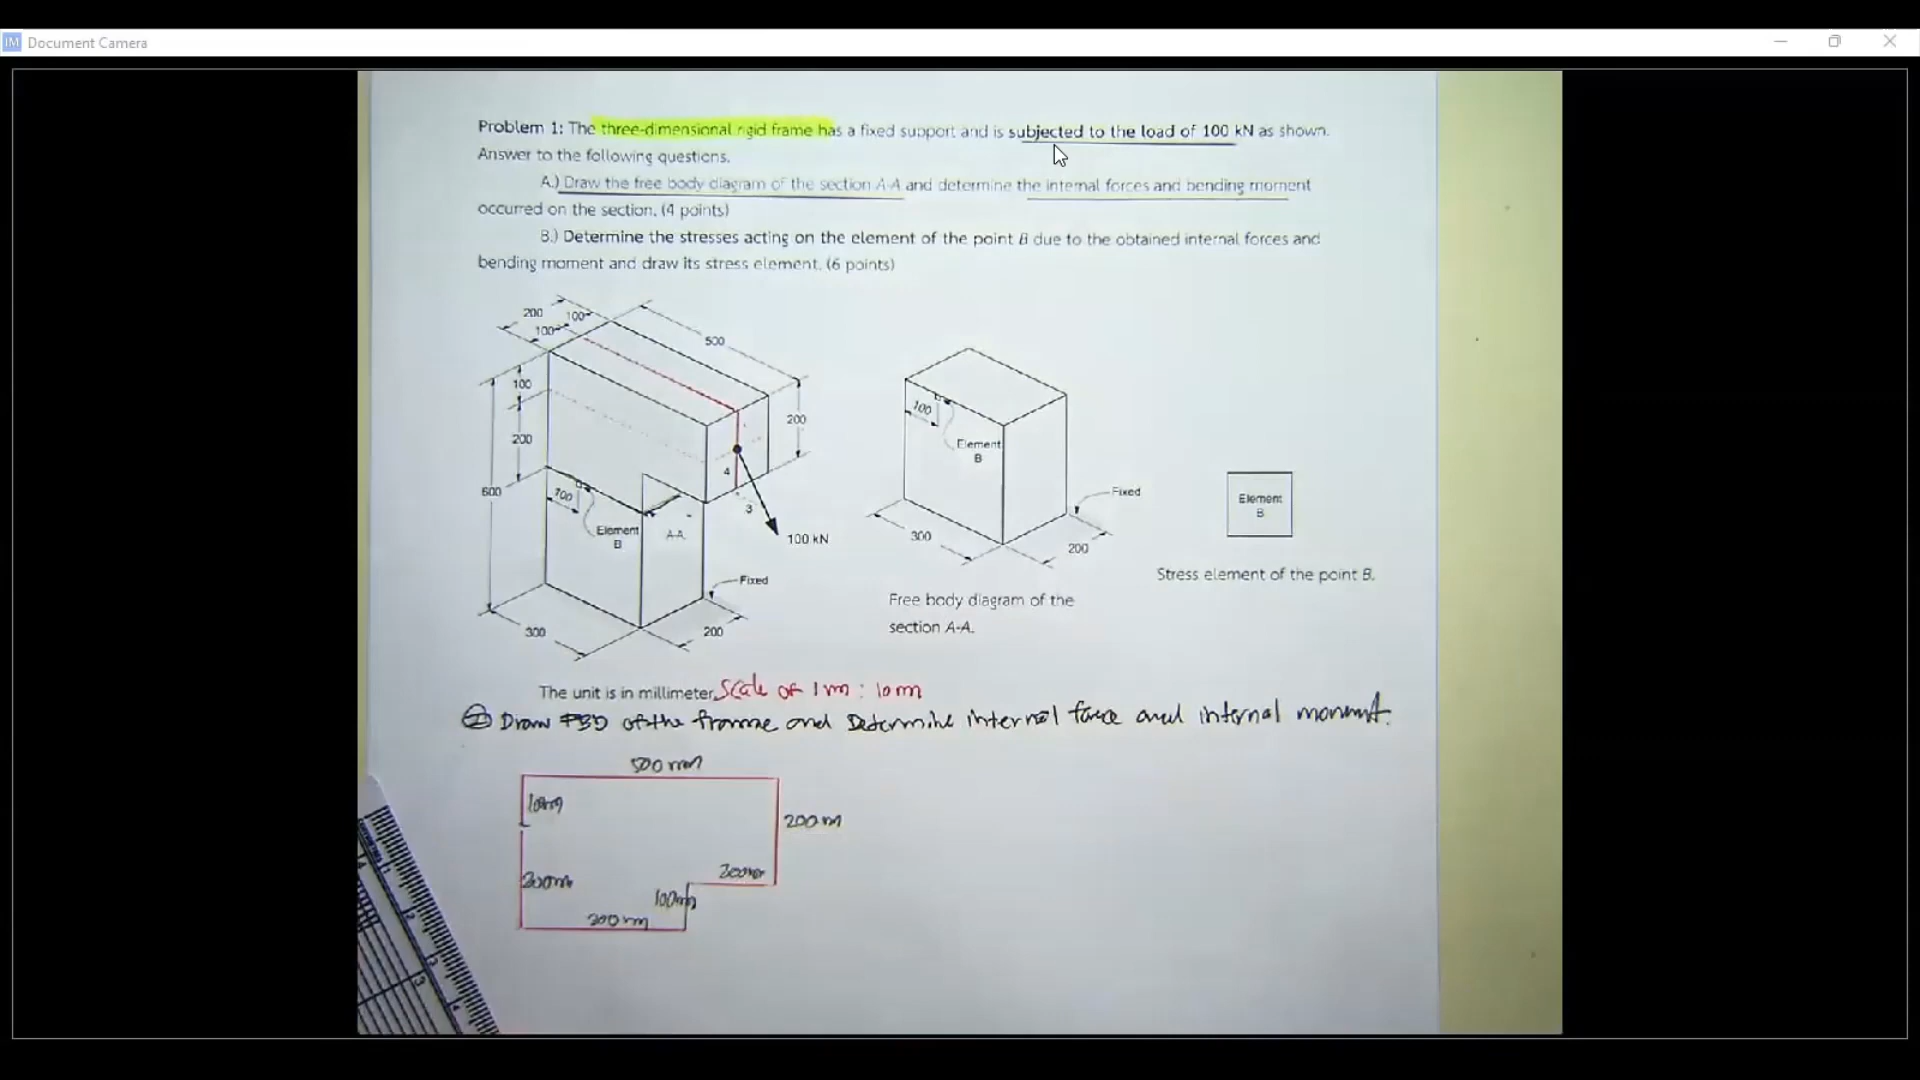 IM Document Camera
Problem 1: The three-dimensional rigid frame has a fixed support and is subjected to the load of 100 kN as shown.
Answer to the following questions.
A.) Draw the free body diagram of the section A-A and determine the internal forces and bending moment
occurred on the section. (4 points)
B.) Determine the stresses acting on the element of the point B due to the obtained internal forces and
bending moment and draw its stress element. (6 points)
200 100
100
500
100
200
600
200
4
3
100
Element
B
A-A
100 kN
Fixed
300
200
100
Element
B
Fixed
300
200
Free body diagram of the
section A-A.
Element
B
Stress element of the point B.
The unit is in millimeter. Scale of 1 m : 10 m
Draw FBD of the framme and Determine internal force and internal moment.
500 mm
200 m